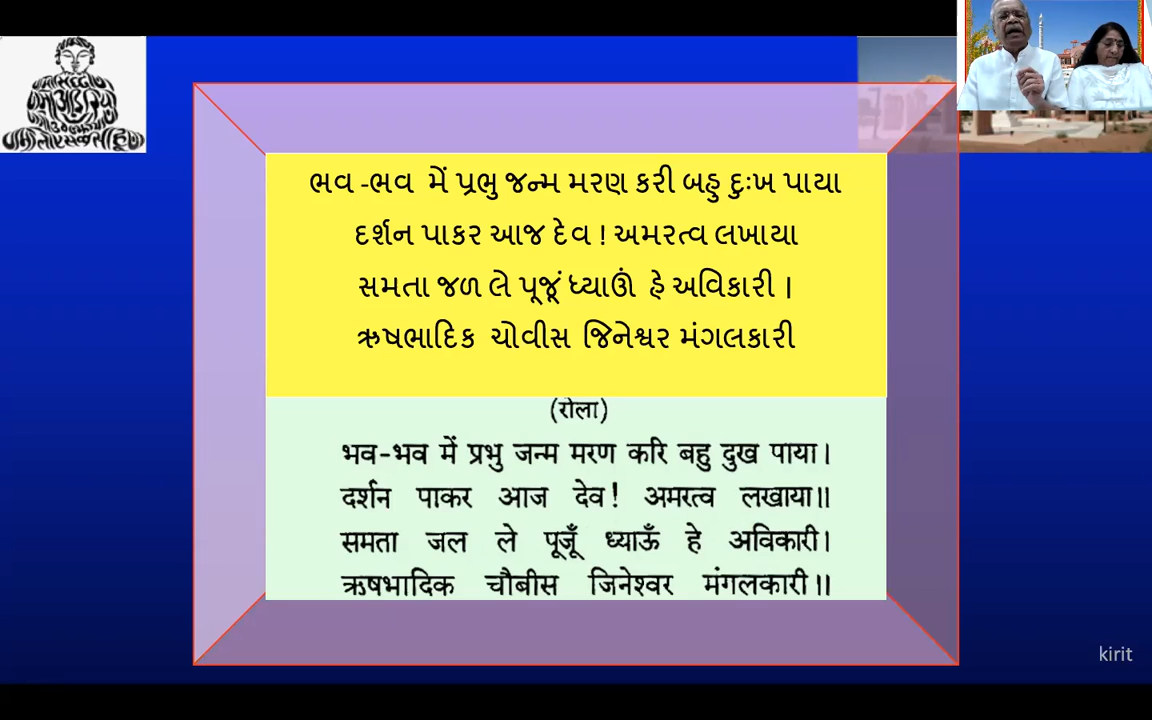 ભવ -ભવ મેં પ્રભુ જન્મ મરણ કરી બહુ દુઃખ પાયા
દર્શન પાકર આજ દેવ ! અમરત્વ લખાયા
સમતા જળ લે પૂજૂં ધ્યાઊં હે અવિકારી ।
ઋષભાદિક ચોવીસ જિનેશ્વર મંગલકારી
(रोला)
भव-भव में प्रभु जन्म मरण करि बहु दुख पाया।
दर्शन पाकर आज देव! अमरत्व लखाया॥
समता जल ले पूजूँ ध्याऊँ हे अविकारी।
ऋषभादिक चौबीस जिनेश्वर मंगलकारी॥
kirit